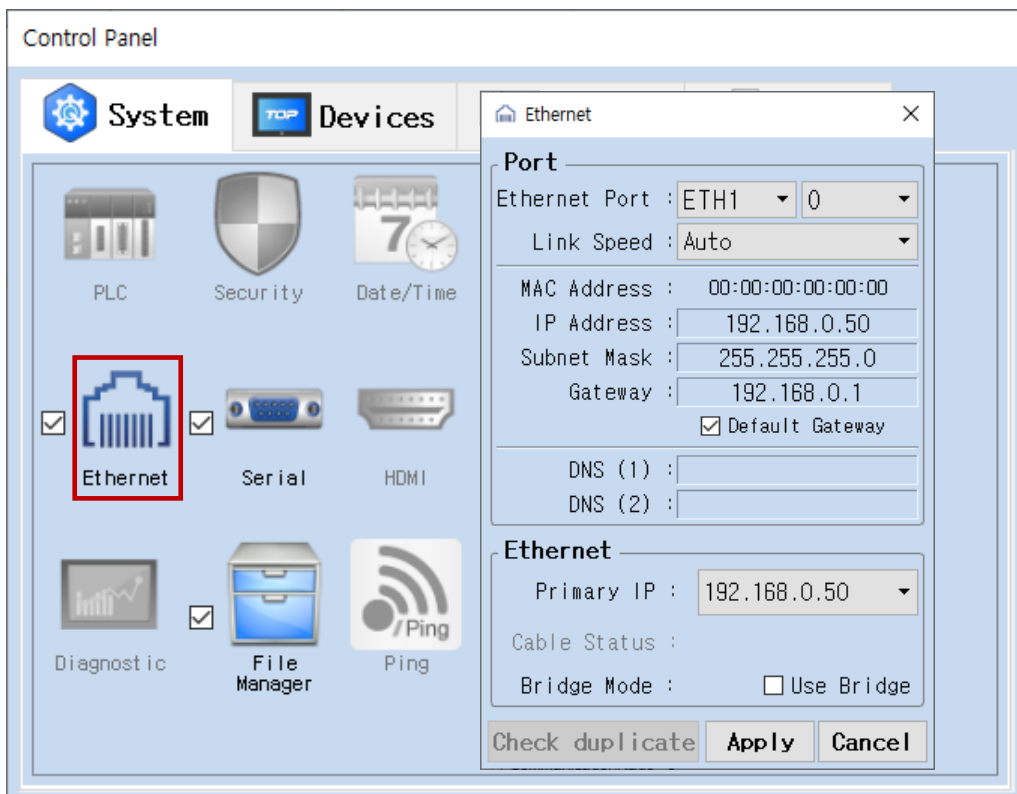 Control Panel
System
TOP
Devices
PLC
Security
7
Date/Time
Ethernet
Serial
HDMI
Diagnostic
File
Manager
/Ping
Ping
Ethernet
Port
Ethernet Port : ETH1 0
Link Speed : Auto
MAC Address : 00:00:00:00:00:00
IP Address : 192.168.0.50
Subnet Mask : 255.255.255.0
Gateway : 192.168.0.1
Default Gateway
DNS (1) :
DNS (2) :
Ethernet
Primary IP : 192.168.0.50
Cable Status :
Bridge Mode : Use Bridge
Check duplicate Apply Cancel